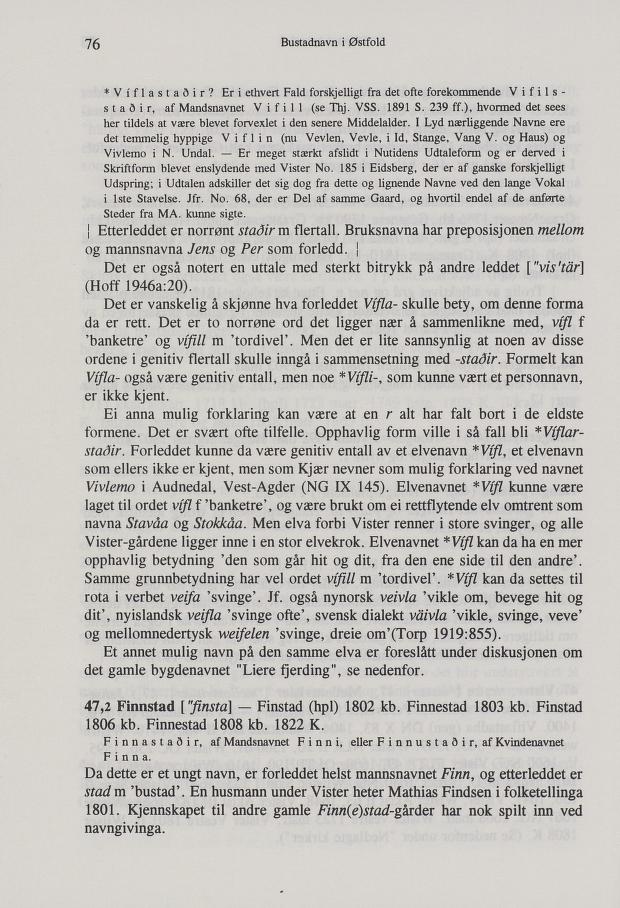 76
Bustadnavn i Østfold
* V í f l a s t a ð i r ? Er i ethvert Fald forskjelligt fra det ofte forekommende V i f i l s -
s t a ð i r, af Mandsnavnet V i f i l l (se Thj. VSS. 1891 S. 239 ff.), hvormed det sees
her tildels at være blevet forvexlet i den senere Middelalder. I Lyd nærliggende Navne ere
det temmelig hyppige V i f l i n (nu Vevlen, Vevle, i Id, Stange, Vang V. og Haus) og
Vivlemo i N. Undal. — Er meget stærkt afslidt i Nutidens Udtaleform og er derved i
Skriftform blevet enslydende med Vister No. 185 i Eidsberg, der er af ganske forskjelligt
Udspring; i Udtalen adskiller det sig dog fra dette og lignende Navne ved den lange Vokal
i 1ste Stavelse. Jfr. No. 68, der er Del af samme Gaard, og hvortil endel af de anførte
Steder fra MA. kunne sigte.
| Etterleddet er norrønt staðir m flertall. Bruksnavna har preposisjonen mellom
og mannsnavna Jens og Per som forledd. |
Det er også notert en uttale med sterkt bitrykk på andre leddet ["vis'tär]
(Hoff 1946a:20).
Det er vanskelig å skjønne hva forleddet Vífla- skulle bety, om denne forma
da er rett. Det er to norrøne ord det ligger nær å sammenlikne med, vífl f
’banketre’ og vífill m ’tordivel’. Men det er lite sannsynlig at noen av disse
ordene i genitiv flertall skulle inngå i sammensetning med -staðir. Formelt kan
Vífla- også være genitiv entall, men noe *Vífli-, som kunne vært et personnavn,
er ikke kjent.
Ei anna mulig forklaring kan være at en r alt har falt bort i de eldste
formene. Det er svært ofte tilfelle. Opphavlig form ville i så fall bli *Víflar-
staðir. Forleddet kunne da være genitiv entall av et elvenavn *Vífl, et elvenavn
som ellers ikke er kjent, men som Kjær nevner som mulig forklaring ved navnet
Vivlemo i Audnedal, Vest-Agder (NG IX 145). Elvenavnet *Vífl kunne være
laget til ordet vífl f ’banketre’, og være brukt om ei rettflytende elv omtrent som
navna Stavåa og Stokkåa. Men elva forbi Vister renner i store svinger, og alle
Vister-gårdene ligger inne i en stor elvekrok. Elvenavnet *Vífl kan da ha en mer
opphavlig betydning ’den som går hit og dit, fra den ene side til den andre’.
Samme grunnbetydning har vel ordet vífill m ’tordivel’. *Vífl kan da settes til
rota i verbet veifa ’svinge’. Jf. også nynorsk veivla ’vikle om, bevege hit og
dit’, nyislandsk veifla ’svinge ofte’, svensk dialekt väivla ’vikle, svinge, veve’
og mellomnedertysk weifelen ’svinge, dreie om’(Torp 1919:855).
Et annet mulig navn på den samme elva er foreslått under diskusjonen om
det gamle bygdenavnet "Liere fjerding", se nedenfor.
47,2 Finnstad ["finsta] — Finstad (hpl) 1802 kb. Finnestad 1803 kb. Finstad
1806 kb. Finnestad 1808 kb. 1822 K.
F i n n a s t a ð i r, af Mandsnavnet F i n n i, eller F i n n u s t a ð i r, af Kvindenavnet
F i n n a.
Da dette er et ungt navn, er forleddet helst mannsnavnet Finn, og etterleddet er
stad m ’bustad’. En husmann under Vister heter Mathias Findsen i folketellinga
1801. Kjennskapet til andre gamle Finn(e)stad-gårder har nok spilt inn ved
navngivinga.